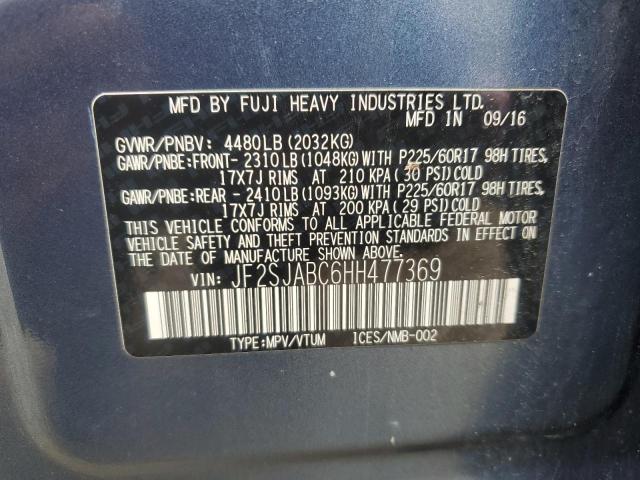 MFD BY FUJI HEAVY INDUSTRIES LTD.
MFD IN 09/16
GVWR/PNBV: 4480LB(2032KG)
GAWR/PNBE:FRONT- 2310LB(1048KG)WITH P225/60R17 98H TIRES,
17X7J RIMS AT 210 KPA(30 PSI)COLD
GAWR/PNBE:REAR - 2410LB(1093KG)WITH P225/60R17 98H TIRES,
17X7J RIMS AT 200 KPA(29 PSI)COLD
THIS VEHICLE CONFORMS TO ALL APPLICABLE FEDERAL MOTOR
VEHICLE SAFETY AND THEFT PREVENTION STANDARDS IN EFFECT ON
THE DATE OF MANUFACTURE SHOWN ABOVE.
VIN: JF2SJABC6HH477369
TYPE:MPV/VTUM ICES/NMB-002